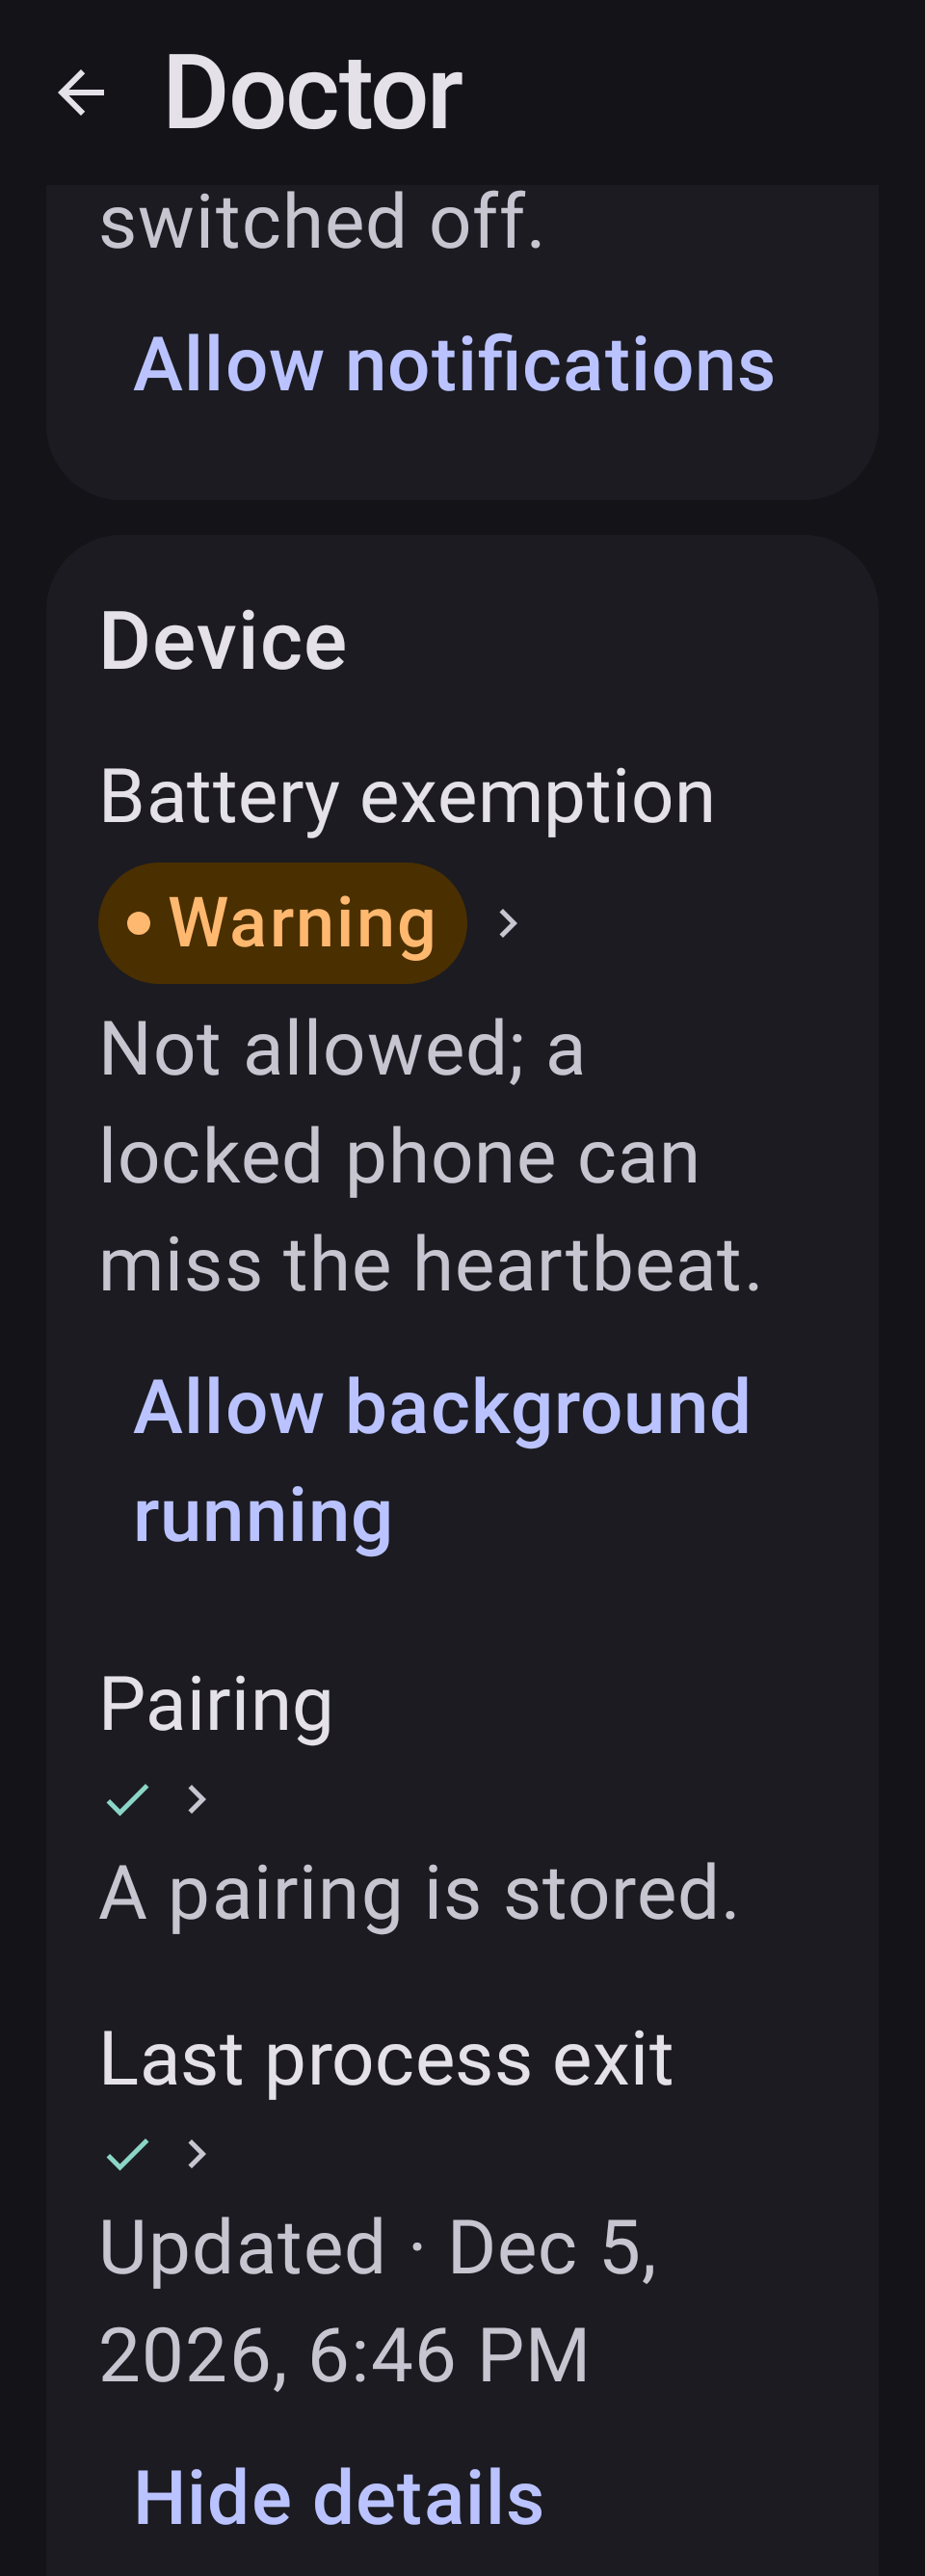 Doctor
switched off.
Allow notifications
Device
Battery exemption
Warning
Not allowed; a
locked phone can
miss the heartbeat.
Allow background
running
Pairing
A pairing is stored.
Last process exit
Updated · Dec 5,
2026, 6:46 PM
Hide details